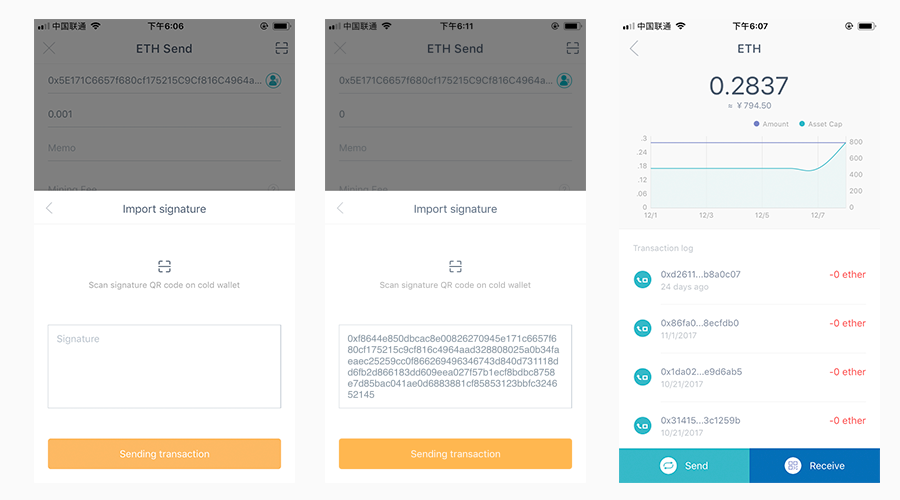 中国联通
下午6:06
ETH Send
0x5E171C6657f680cf175215C9Cf816C4964a...
0.001
Memo
Mining Fee
Import signature
Scan signature QR code on cold wallet
Signature
Sending transaction
中国联通
下午6:11
ETH Send
0x5E171C6657f680cf175215C9Cf816C4964a...
0
Memo
Mining Fee
Import signature
Scan signature QR code on cold wallet
0xf8644e850dbcac8e00826270945e171c6657f
680cf175215c9cf816c4964aad328808025a0b34fa
eaec25259cc0f866269496346743d840d731118d
d6fb2d866183dd609eea027f57b1ecf8bdbc8758
e7d85bac041ae0d6883881cf85853123bbfc3246
52145
Sending transaction
中国联通
下午6:07
ETH
0.2837
≈ ¥ 794.50
Amount Asset Cap
.3 800
.24 600
.18 400
.12 200
.06 0
0
12/1 12/3 12/5 12/7
Transaction log
0xd2611...b8a0c07 -0 ether
24 days ago
0x86fa0...8ecfdb0 -0 ether
11/1/2017
0x1da02...e9d6ab5 -0 ether
10/21/2017
0x31415...3c1259b -0 ether
10/21/2017
Send Receive